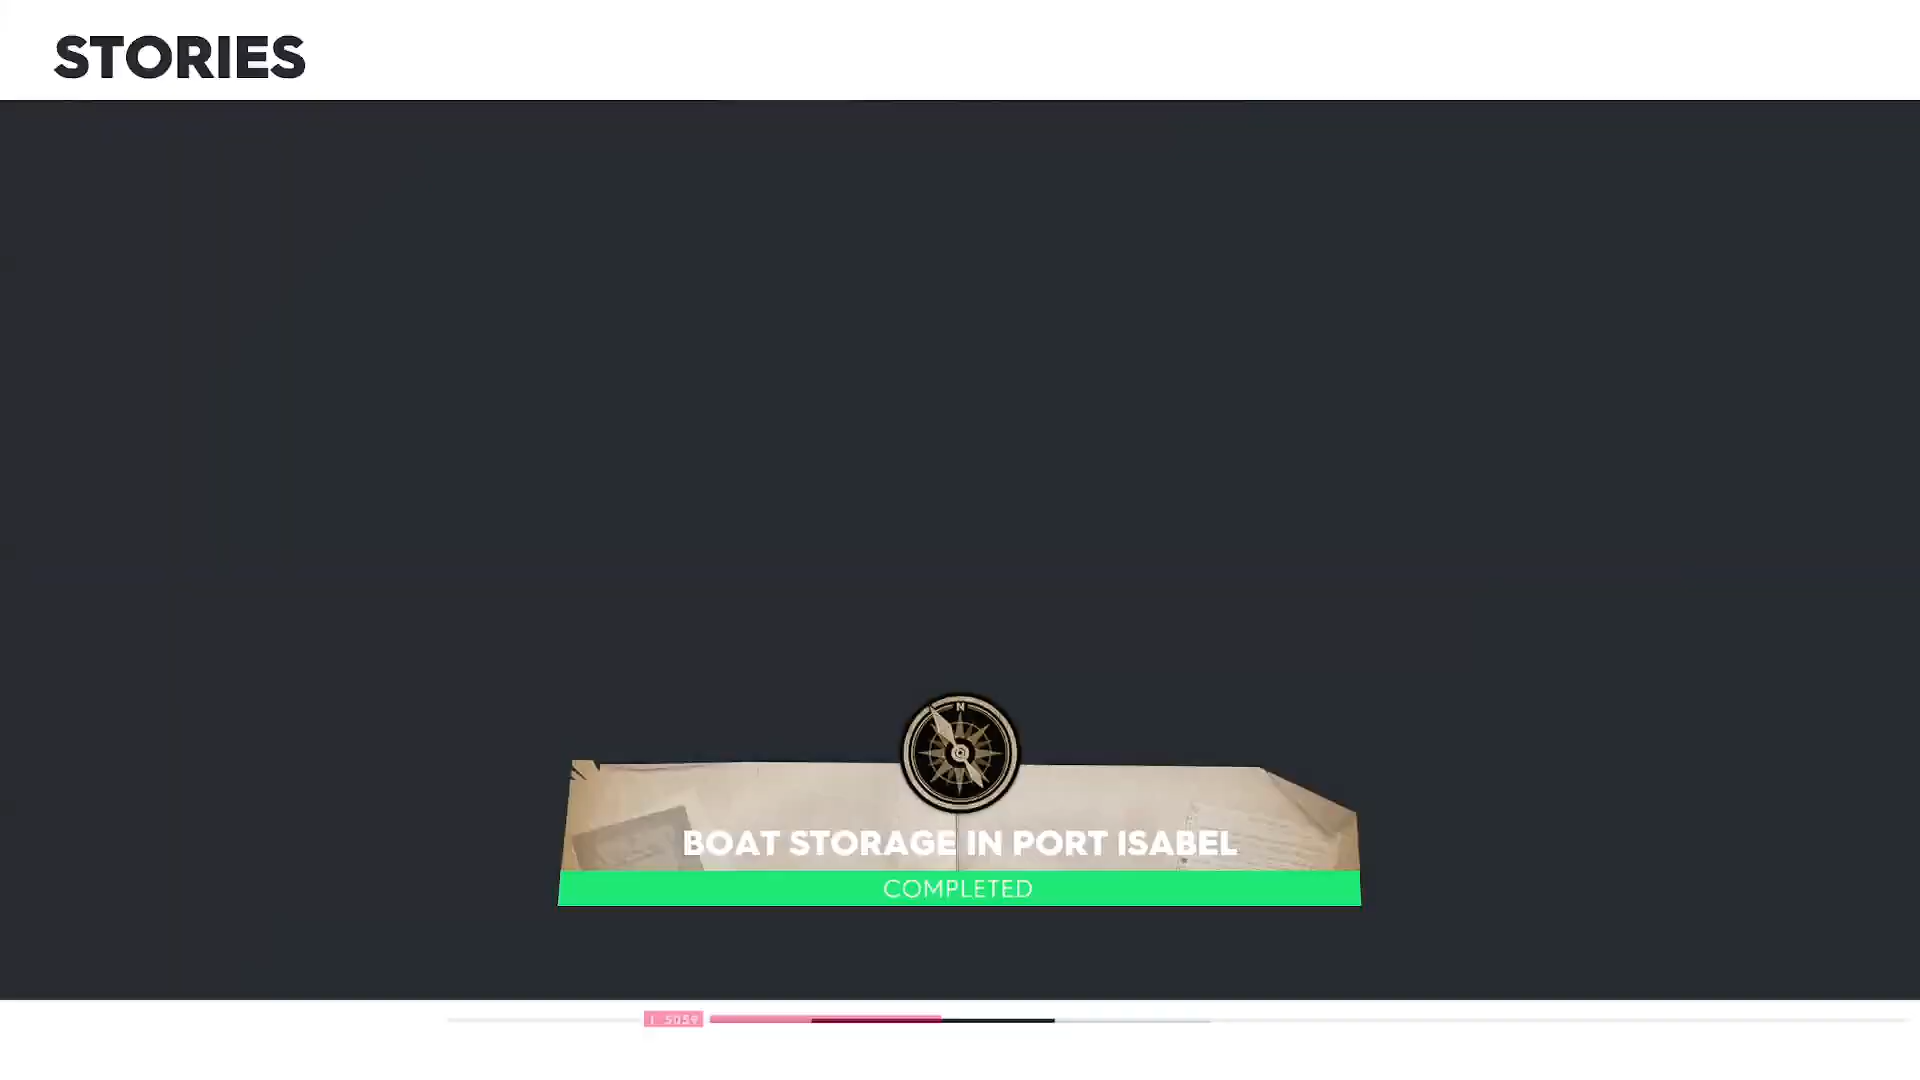 STORIES
N
BOAT STORAGE IN PORT ISABEL
COMPLETED